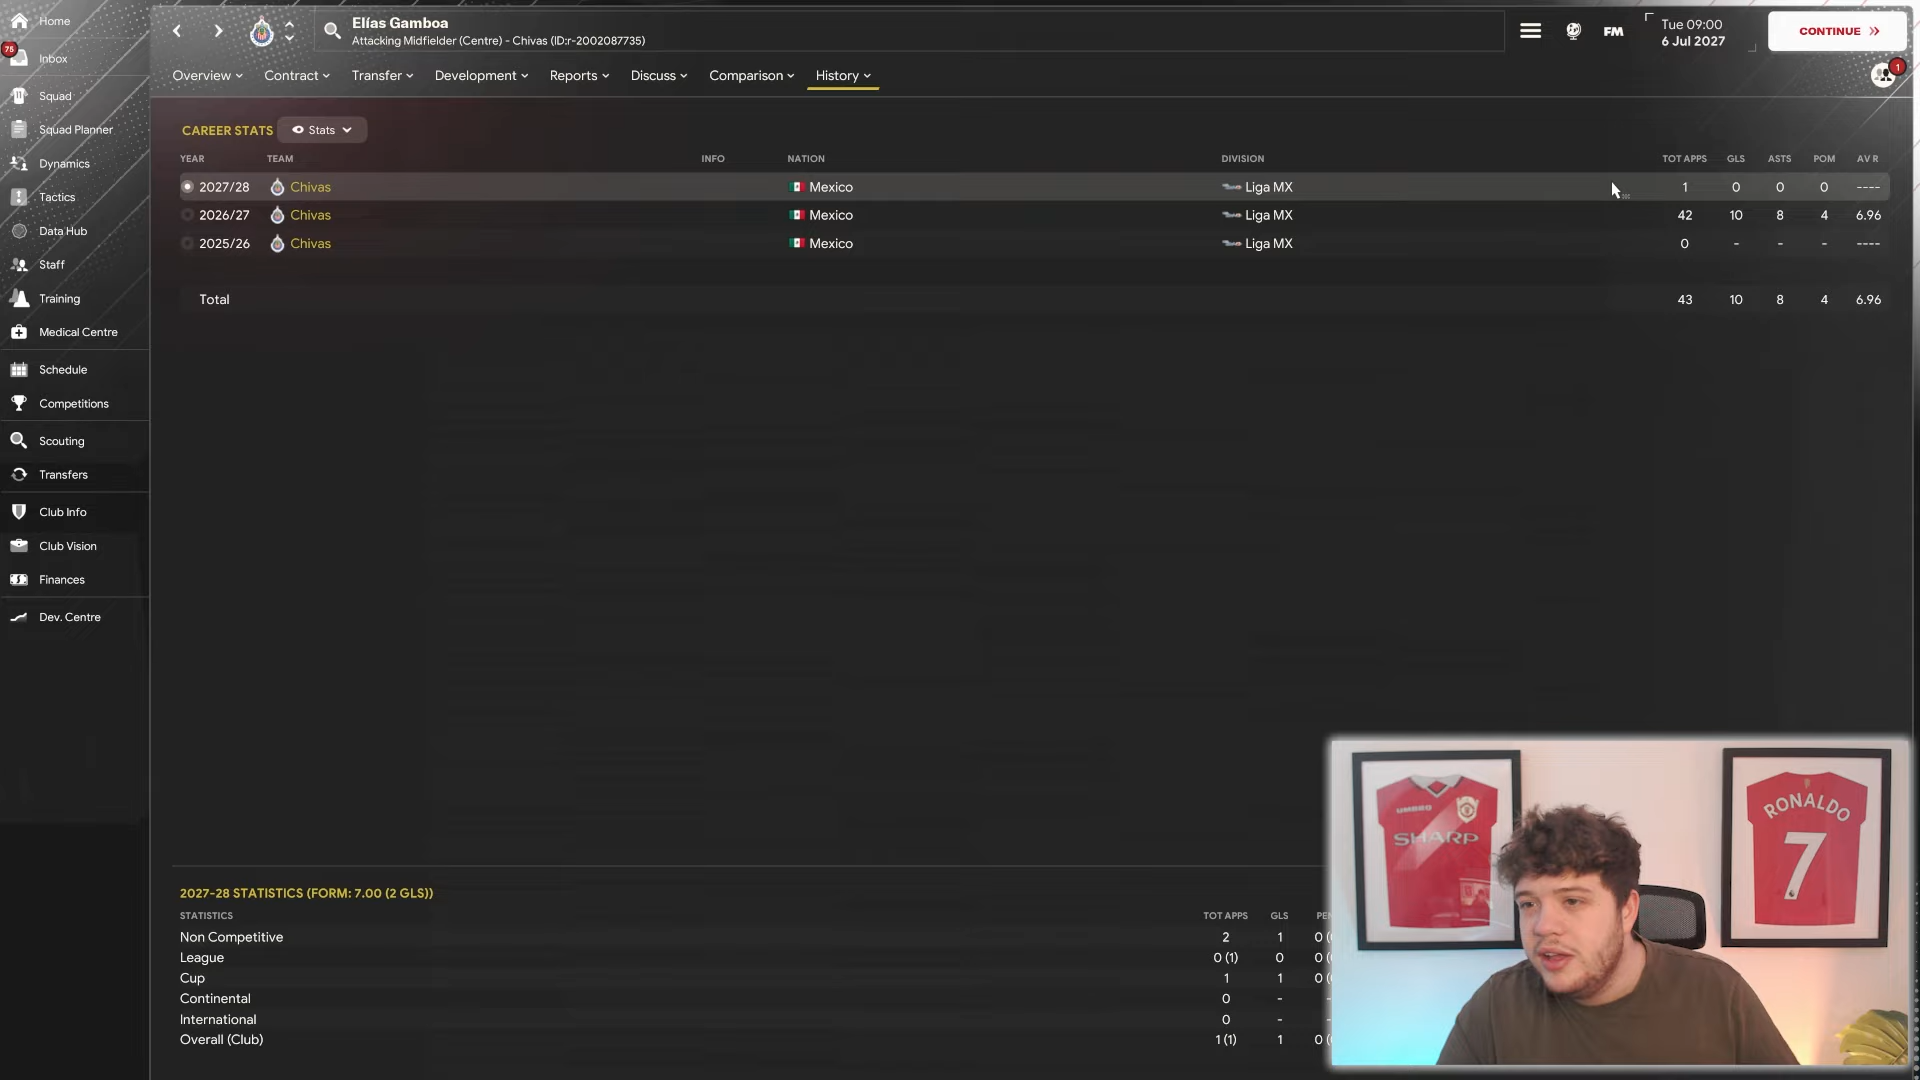 Home
75
Inbox
Squad
Squad Planner
Dynamics
Tactics
Data Hub
Staff
Training
Medical Centre
Schedule
Competitions
Scouting
Transfers
Club Info
Club Vision
Finances
Dev. Centre
Elías Gamboa
Attacking Midfielder (Centre) - Chivas (ID:r-2002087735)
FM
Tue 09:00
6 Jul 2027
CONTINUE
1
Overview Contract Transfer Development Reports Discuss Comparison History
CAREER STATS Stats
YEAR TEAM INFO NATION DIVISION TOT APPS GLS ASTS POM AV R
2027/28 Chivas Mexico Liga MX 1 0 0 0 ----
2026/27 Chivas Mexico Liga MX 42 10 8 4 6.96
2025/26 Chivas Mexico Liga MX 0 - - - ----
Total 43 10 8 4 6.96
2027-28 STATISTICS (FORM: 7.00 (2 GLS))
STATISTICS TOT APPS GLS
Non Competitive 2 1
League 0 (1) 0
Cup 1 1
Continental 0 -
International 0 -
Overall (Club) 1 (1) 1
UMBRO
SHARP
RONALDO
7